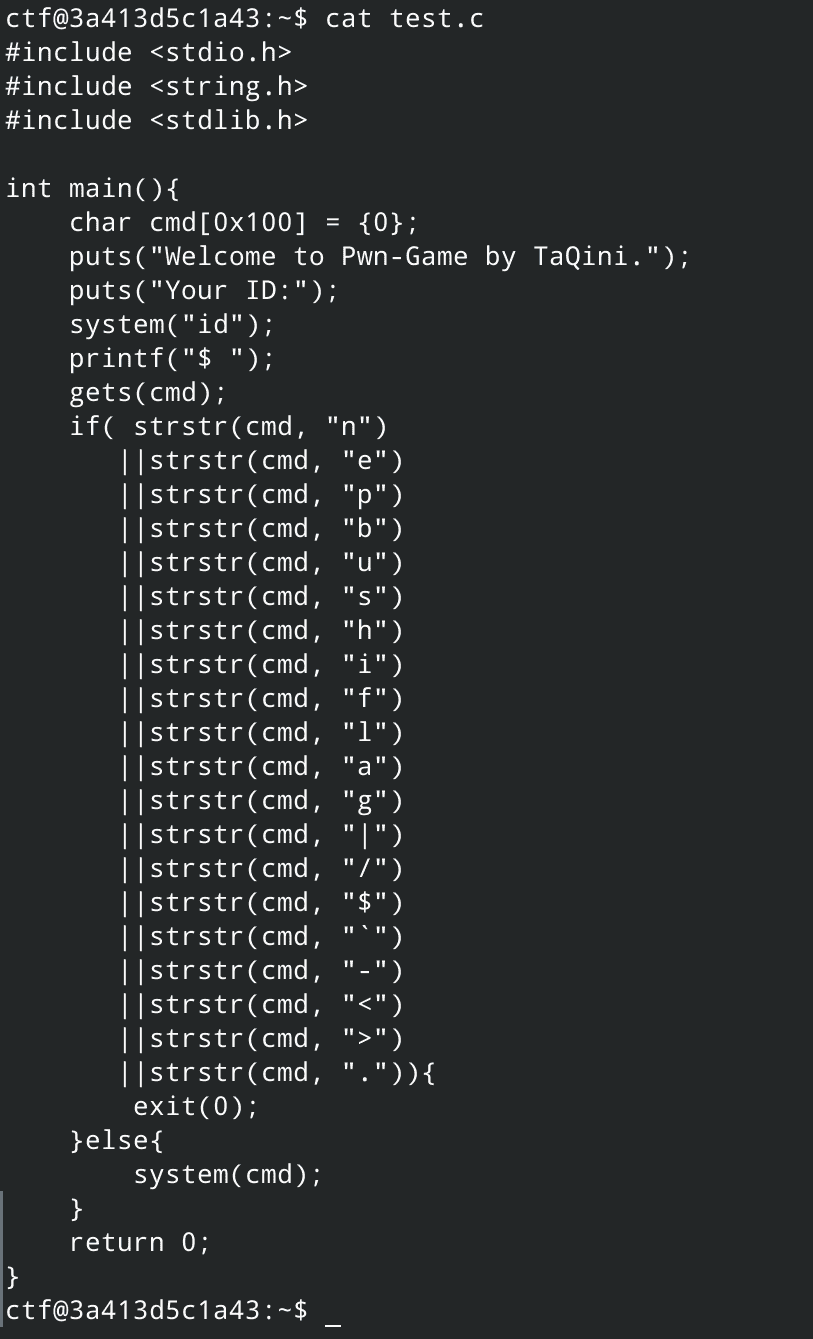 ctf@3a413d5c1a43:~$ cat test.c
#include <stdio.h>
#include <string.h>
#include <stdlib.h>

int main(){
    char cmd[0x100] = {0};
    puts("Welcome to Pwn-Game by TaQini.");
    puts("Your ID:");
    system("id");
    printf("$ ");
    gets(cmd);
    if( strstr(cmd, "n")
       ||strstr(cmd, "e")
       ||strstr(cmd, "p")
       ||strstr(cmd, "b")
       ||strstr(cmd, "u")
       ||strstr(cmd, "s")
       ||strstr(cmd, "h")
       ||strstr(cmd, "i")
       ||strstr(cmd, "f")
       ||strstr(cmd, "l")
       ||strstr(cmd, "a")
       ||strstr(cmd, "g")
       ||strstr(cmd, "|")
       ||strstr(cmd, "/")
       ||strstr(cmd, "$")
       ||strstr(cmd, "`")
       ||strstr(cmd, "-")
       ||strstr(cmd, "<")
       ||strstr(cmd, ">")
       ||strstr(cmd, ".")){
        exit(0);
    }else{
        system(cmd);
    }
    return 0;
}
ctf@3a413d5c1a43:~$ _